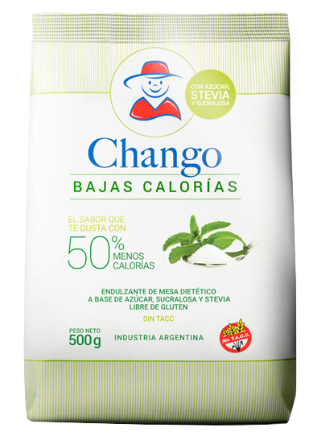 CON AZÚCAR,
STEVIA
Y SUCRALOSA
Chango
BAJAS CALORÍAS
EL SABOR QUE
TE GUSTA CON
50% MENOS
CALORÍAS
ENDULZANTE DE MESA DIETÉTICO
A BASE DE AZÚCAR, SUCRALOSA Y STEVIA
LIBRE DE GLUTEN
SIN TACC
PESO NETO
500g
INDUSTRIA ARGENTINA
Sin T.A.C.C.